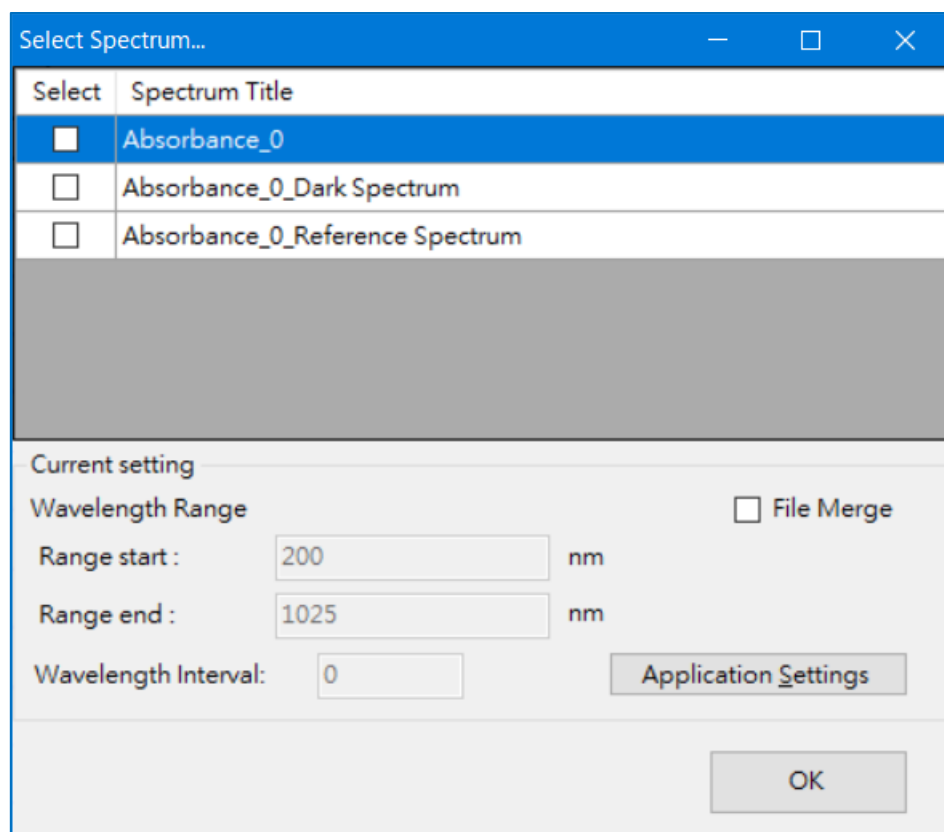 Select Spectrum...
Select Spectrum Title
Absorbance_0
Absorbance_0_Dark Spectrum
Absorbance_0_Reference Spectrum
Current setting
Wavelength Range File Merge
Range start : 200 nm
Range end : 1025 nm
Wavelength Interval: 0 Application Settings
OK